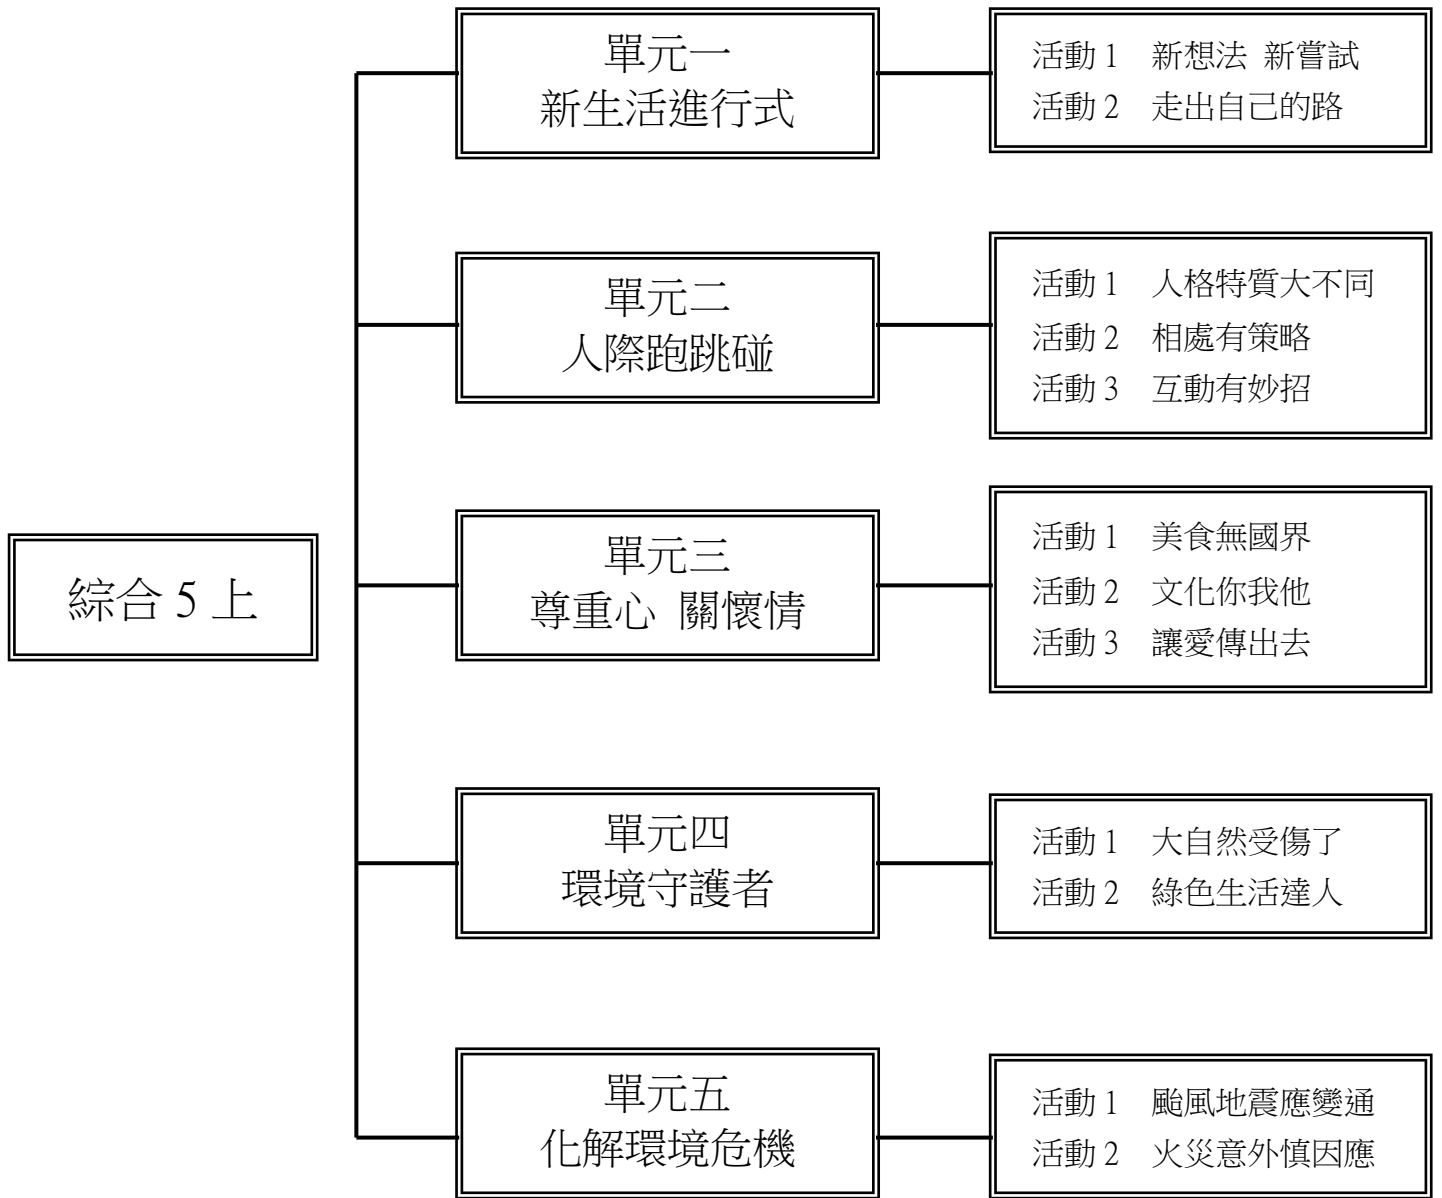 綜合 5 上
單元一
新生活進行式
活動 1 新想法 新嘗試
活動 2 走出自己的路
單元二
人際跑跳碰
活動 1 人格特質大不同
活動 2 相處有策略
活動 3 互動有妙招
單元三
尊重心 關懷情
活動 1 美食無國界
活動 2 文化你我他
活動 3 讓愛傳出去
單元四
環境守護者
活動 1 大自然受傷了
活動 2 綠色生活達人
單元五
化解環境危機
活動 1 颱風地震應變通
活動 2 火災意外慎因應